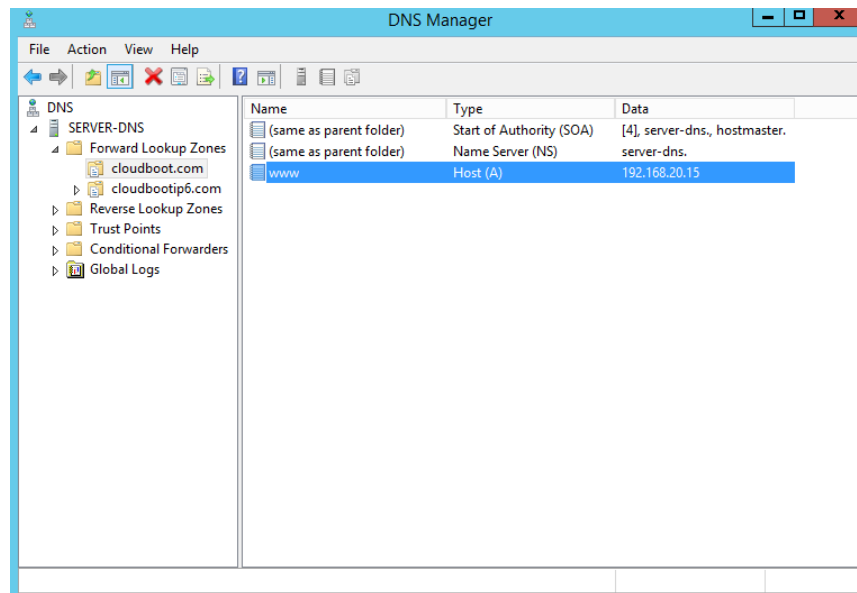 DNS Manager
x
File Action View Help
?
DNS
SERVER-DNS
Forward Lookup Zones
cloudboot.com
cloudbootip6.com
Reverse Lookup Zones
Trust Points
Conditional Forwarders
Global Logs
Name Type Data
(same as parent folder) Start of Authority (SOA) [4], server-dns., hostmaster.
(same as parent folder) Name Server (NS) server-dns.
www Host (A) 192.168.20.15